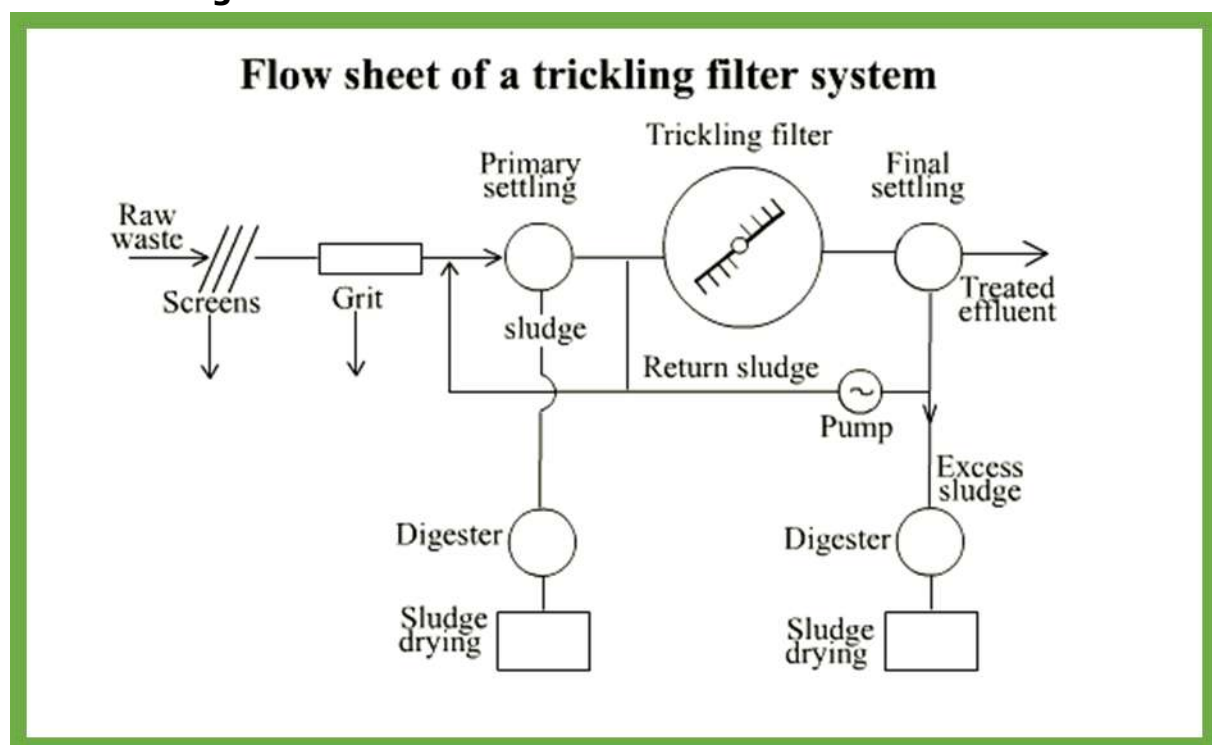 Flow sheet of a trickling filter system
Trickling filter
Primary
settling
Final
settling
Raw
waste
Screens
Grit
sludge
Treated
effluent
Return sludge
Pump
Excess
sludge
Digester
Digester
Sludge
drying
Sludge
drying